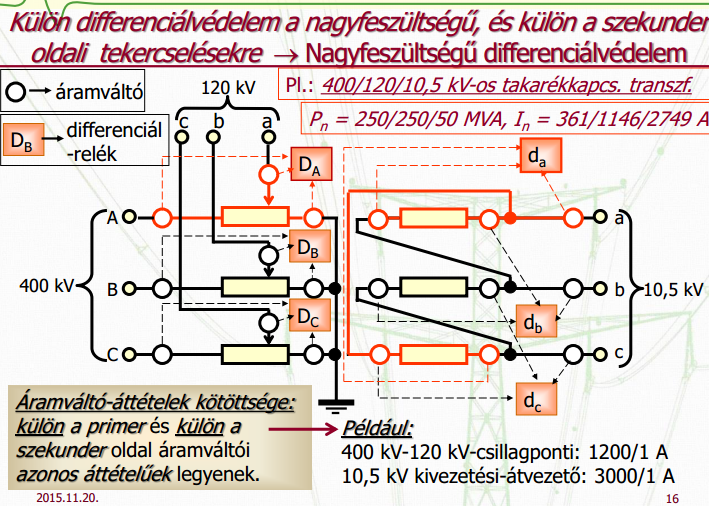 Külön differenciálvédelem a nagyfeszültségű, és külön a szekunder
oldali tekercselésekre → Nagyfeszültségű differenciálvédelem
→ áramváltó
120 kV
Pl.: 400/120/10,5 kV-os takarékkapcs. transzf.
Pn = 250/250/50 MVA, In = 361/1146/2749 A
DB → differenciál
-relék
c b a
DA
da
A
a
DB
400 kV
B
b
10,5 kV
DC
db
C
c
dc
Áramváltó-áttételek kötöttsége:
külön a primer és külön a
szekunder oldal áramváltói
azonos áttételűek legyenek.
Például:
400 kV-120 kV-csillagponti: 1200/1 A
10,5 kV kivezetési-átvezető: 3000/1 A
2015.11.20.
16